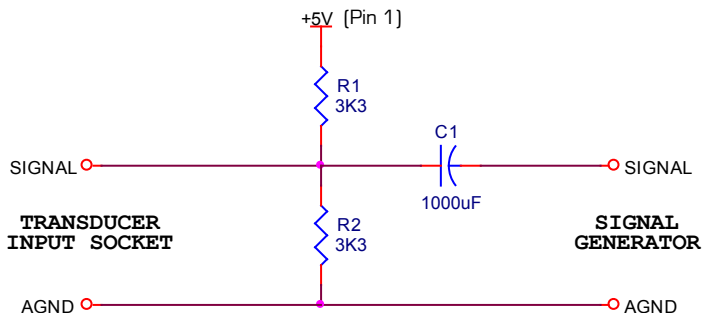 +5V (Pin 1)
R1
3K3
C1
SIGNAL
SIGNAL
1000uF
TRANSDUCER
INPUT SOCKET
R2
3K3
SIGNAL
GENERATOR
AGND
AGND